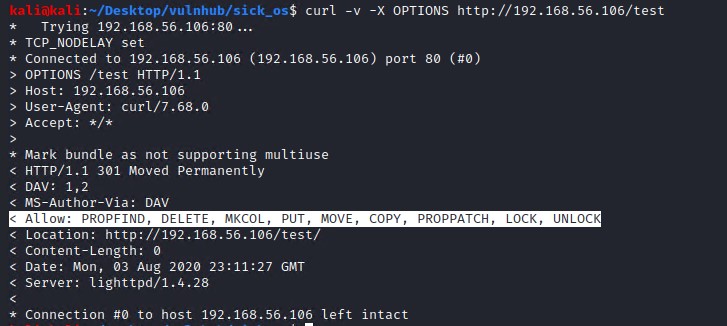 kali@kali:~/Desktop/vulnhub/sick_os$ curl -v -X OPTIONS http://192.168.56.106/test
*   Trying 192.168.56.106:80...
* TCP_NODELAY set
* Connected to 192.168.56.106 (192.168.56.106) port 80 (#0)
> OPTIONS /test HTTP/1.1
> Host: 192.168.56.106
> User-Agent: curl/7.68.0
> Accept: */*
>
* Mark bundle as not supporting multiuse
< HTTP/1.1 301 Moved Permanently
< DAV: 1,2
< MS-Author-Via: DAV
< Allow: PROPFIND, DELETE, MKCOL, PUT, MOVE, COPY, PROPPATCH, LOCK, UNLOCK
< Location: http://192.168.56.106/test/
< Content-Length: 0
< Date: Mon, 03 Aug 2020 23:11:27 GMT
< Server: lighttpd/1.4.28
<
* Connection #0 to host 192.168.56.106 left intact